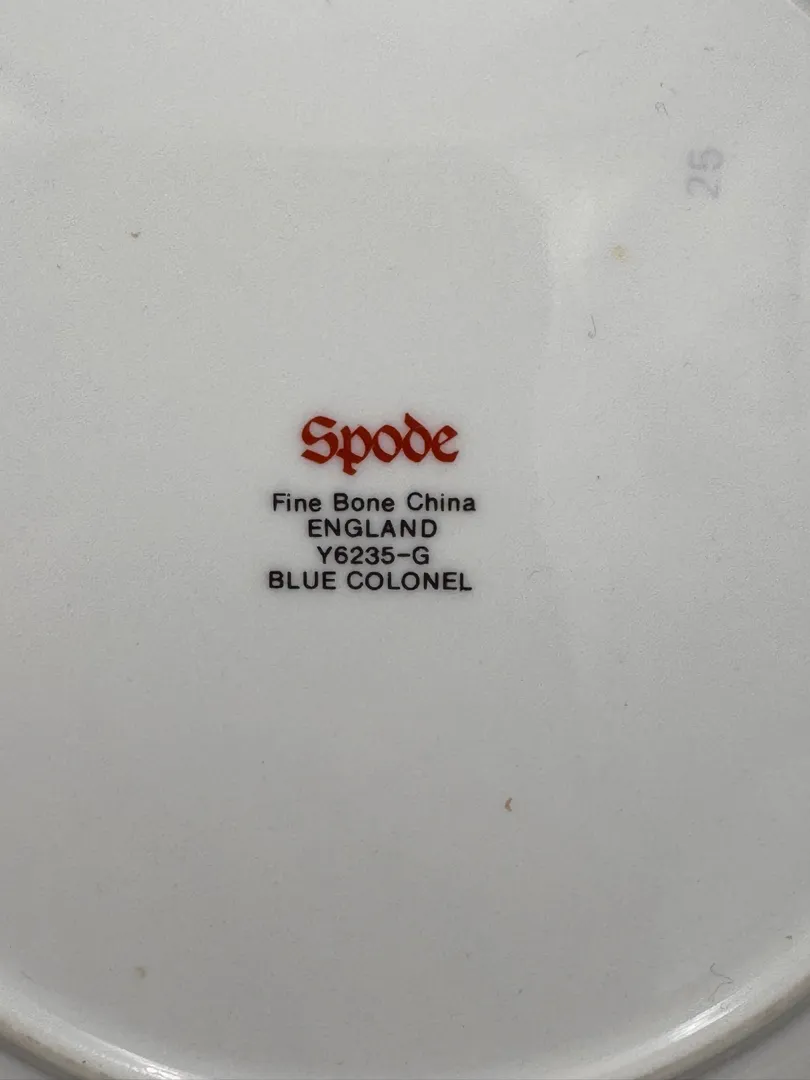 25
Spode
Fine Bone China
ENGLAND
Y6235-G
BLUE COLONEL